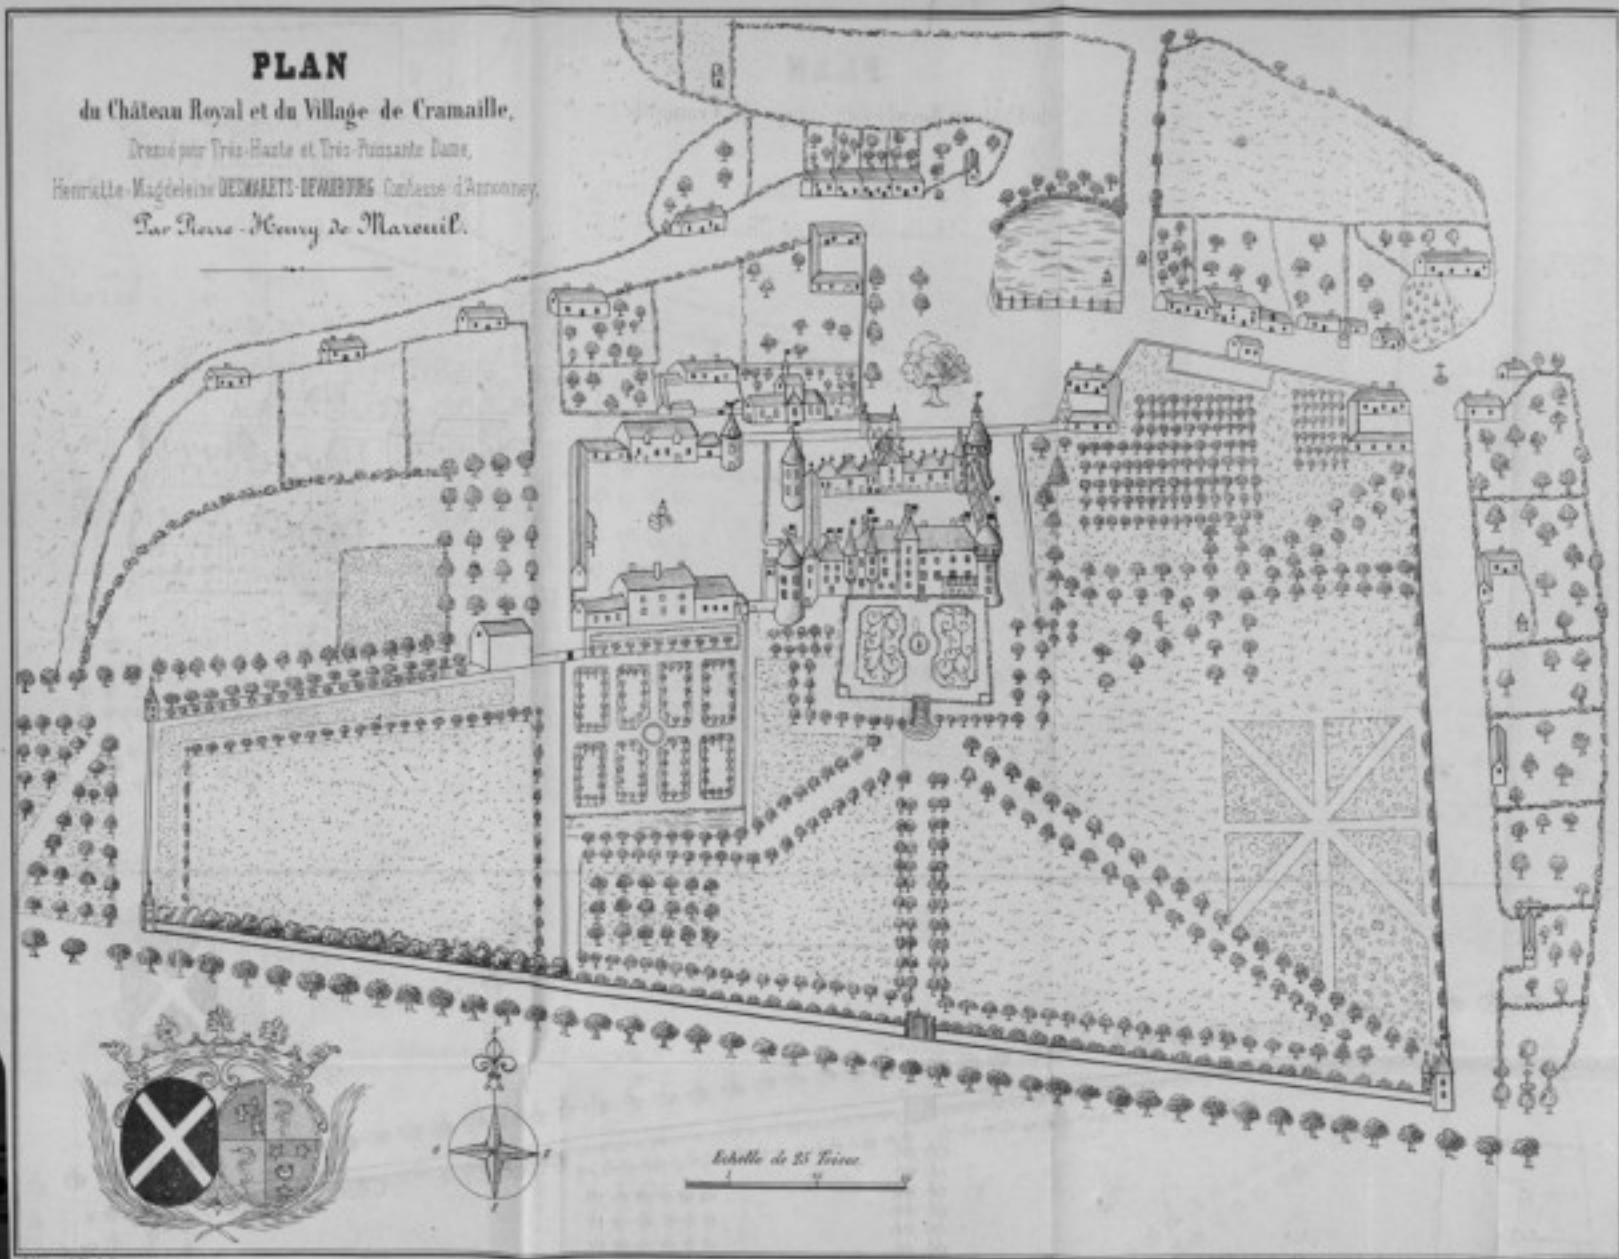 PLAN
du Château Royal et du Village de Cramaille,
Dressé pour Très-Haute et Très-Puissante Dame,
Henriette-Magdeleine DESMARETS-DEVAUBOURG Comtesse d'Annonney,
Par Pierre-Henry de Mareuil.
Echelle de 25 Toises